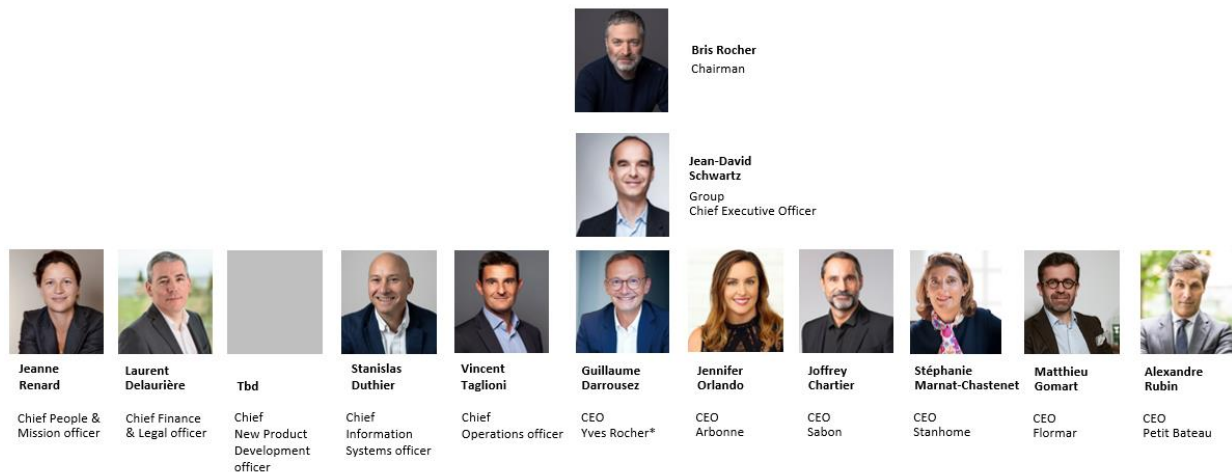 Bris Rocher
Chairman
Jean-David
Schwartz
Group
Chief Executive Officer
Jeanne
Renard
Chief People &
Mission officer
Laurent
Delaurière
Chief Finance
& Legal officer
Tbd
Chief
New Product
Development
officer
Stanislas
Duthier
Chief
Information
Systems officer
Vincent
Taglioni
Chief
Operations officer
Guillaume
Darrousez
CEO
Yves Rocher*
Jennifer
Orlando
CEO
Arbonne
Joffrey
Chartier
CEO
Sabon
Stéphanie
Marnat-Chastenet
CEO
Stanhome
Matthieu
Gomart
CEO
Flormar
Alexandre
Rubin
CEO
Petit Bateau